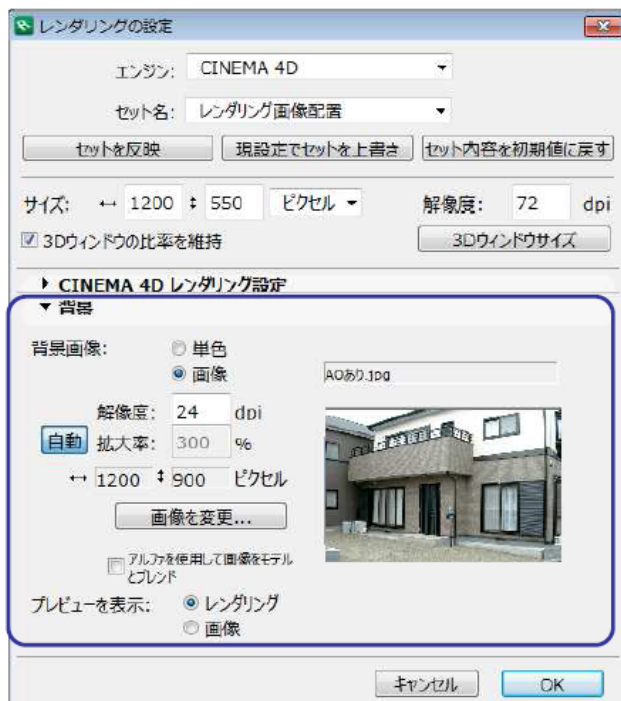 レンダリングの設定
エンジン: CINEMA 4D
セット名: レンダリング画像配置
セットを反映 現設定でセットを上書き セット内容を初期値に戻す
サイズ: ↔ 1200 ↕ 550 ピクセル 解像度: 72 dpi
3Dウィンドウの比率を維持 3Dウィンドウサイズ
CINEMA 4D レンダリング設定
背景
背景画像: 単色
画像 AOあり.jpg
解像度: 24 dpi
自動 拡大率: 300 %
↔ 1200 ↕ 900 ピクセル
画像を変更...
アルファを使用して画像をモデル
とブレンド
プレビューを表示: レンダリング
画像
キャンセル OK